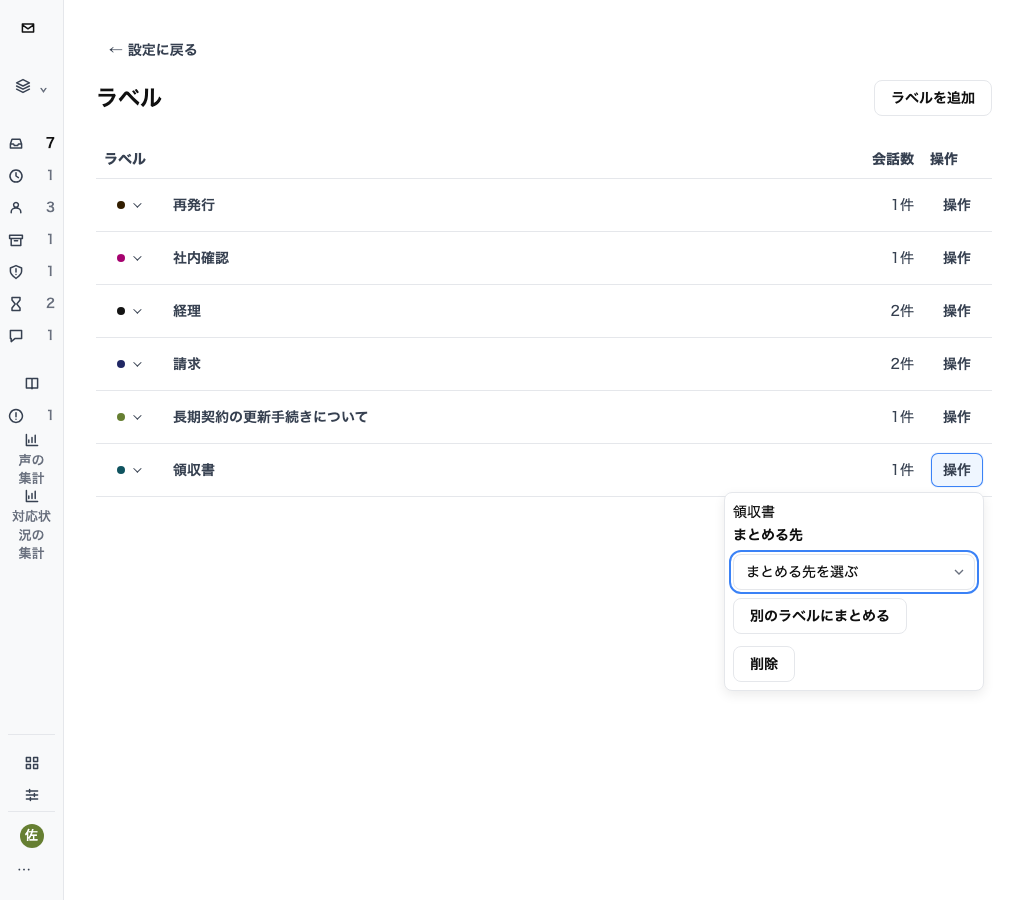 ← 設定に戻る
ラベル
ラベルを追加
ラベル 会話数 操作
再発行 1件 操作
社内確認 1件 操作
経理 2件 操作
請求 2件 操作
長期契約の更新手続きについて 1件 操作
領収書 1件 操作
領収書
まとめる先
まとめる先を選ぶ
別のラベルにまとめる
削除
7
1
3
1
1
2
1
1
声の
集計
対応状
況の
集計
佐
…